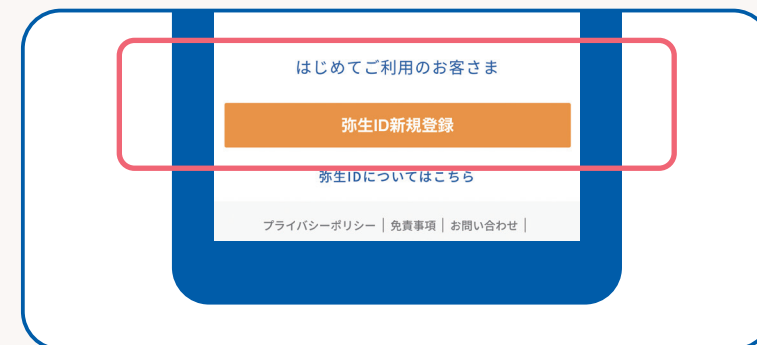 はじめてご利用のお客さま
弥生ID新規登録
弥生IDについてはこちら
プライバシーポリシー│免責事項│お問い合わせ│